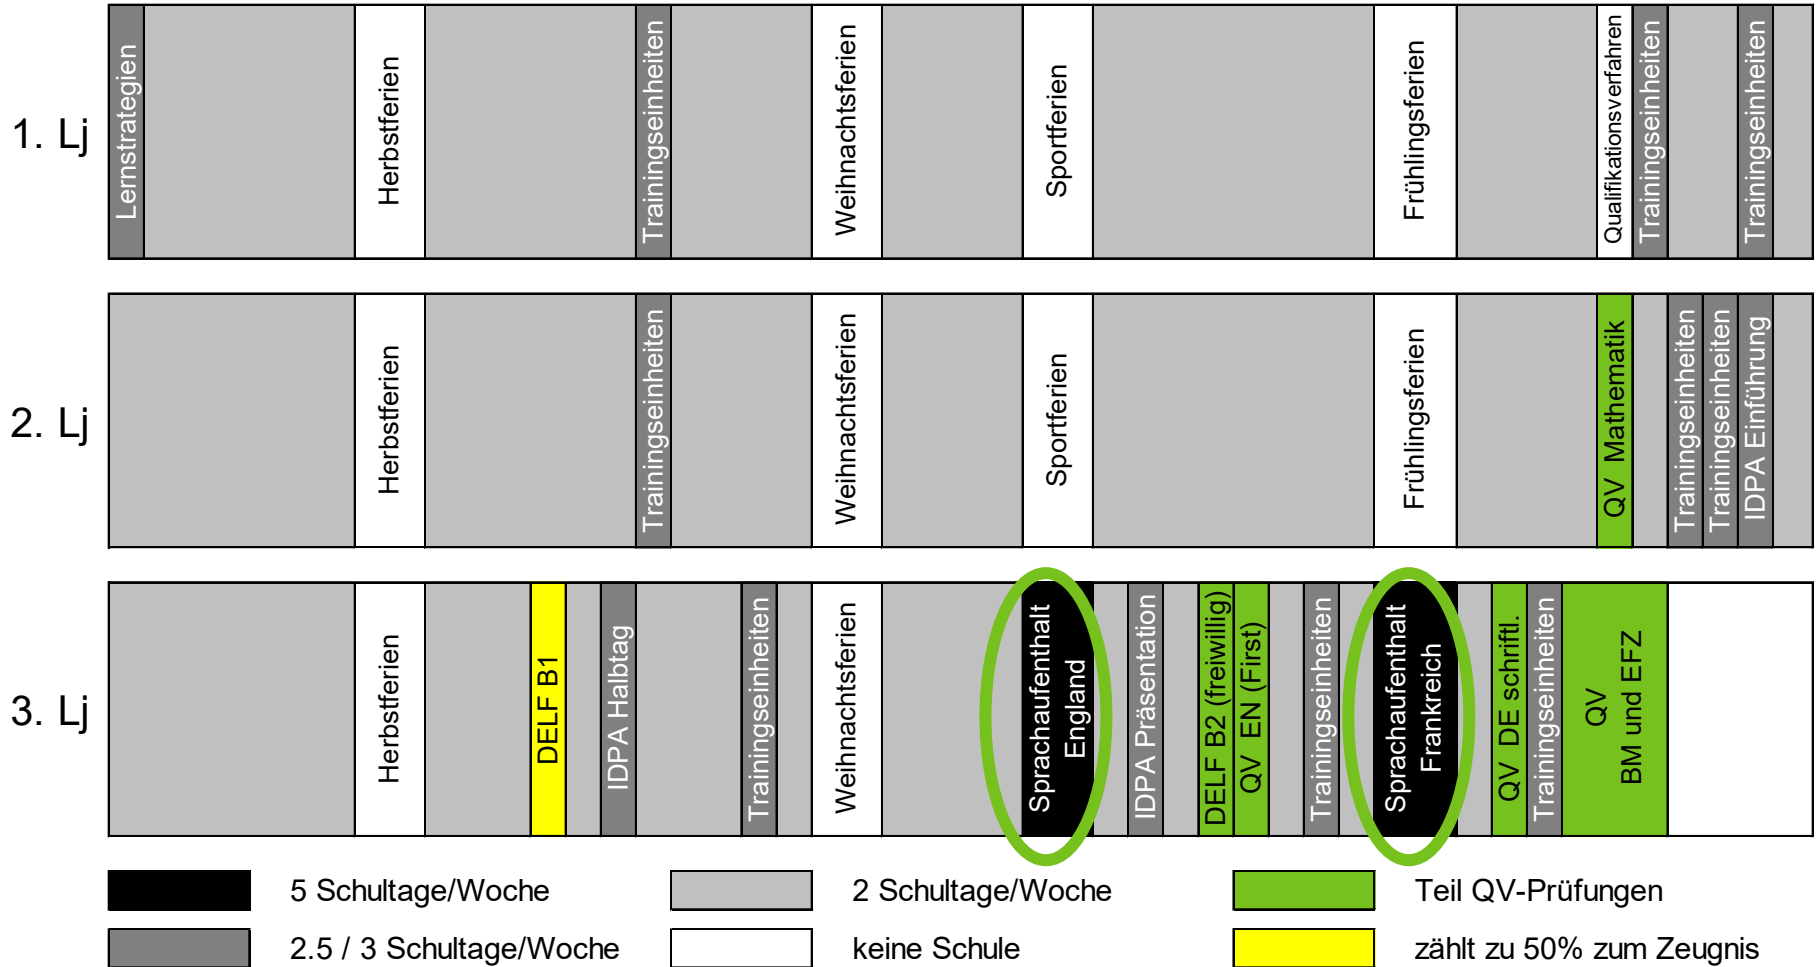 1. Lj
Lernstrategien
Herbstferien
Trainingseinheiten
Weihnachtsferien
Sportferien
Frühlingsferien
Qualifikationsverfahren
Trainingseinheiten
Trainingseinheiten
2. Lj
Herbstferien
Trainingseinheiten
Weihnachtsferien
Sportferien
Frühlingsferien
QV Mathematik
Trainingseinheiten
Trainingseinheiten
IDPA Einführung
3. Lj
Herbstferien
DELF B1
IDPA Halbtag
Trainingseinheiten
Weihnachtsferien
Sprachaufenthalt
England
IDPA Präsentation
DELF B2 (freiwillig)
QV EN (First)
Trainingseinheiten
Sprachaufenthalt
Frankreich
QV DE schriftl.
Trainingseinheiten
QV
BM und EFZ
5 Schultage/Woche
2 Schultage/Woche
Teil QV-Prüfungen
2.5 / 3 Schultage/Woche
keine Schule
zählt zu 50% zum Zeugnis